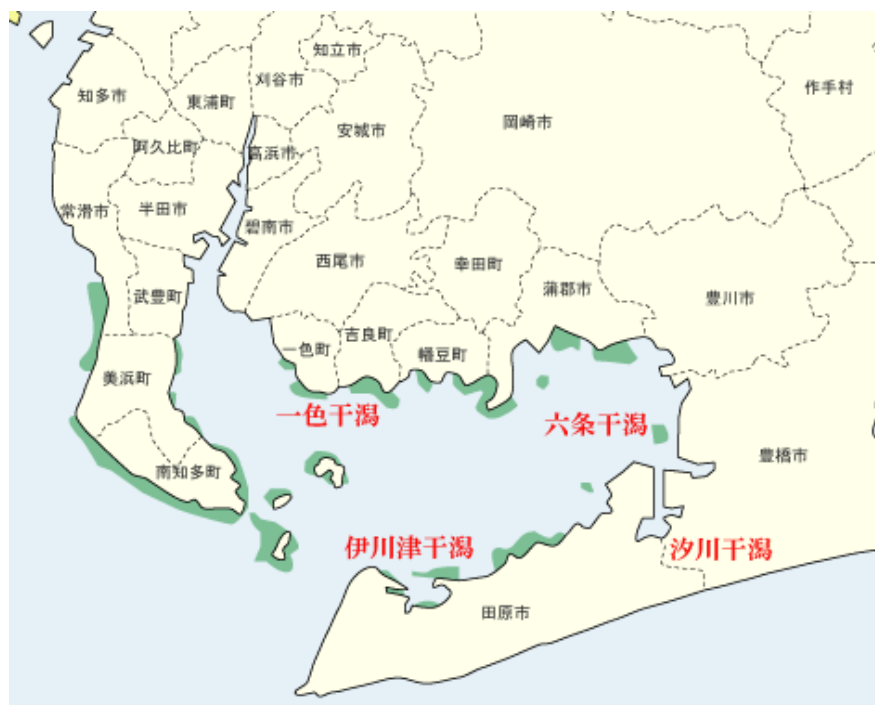 知立市
刈谷市
作手村
知多市
東浦町
岡崎市
安城市
阿久比町
高浜市
常滑市
半田市
碧南市
西尾市
幸田町
蒲郡市
豊川市
武豊町
吉良町
一色町
幡豆町
美浜町
一色干潟
六条干潟
豊橋市
南知多町
伊川津干潟
汐川干潟
田原市